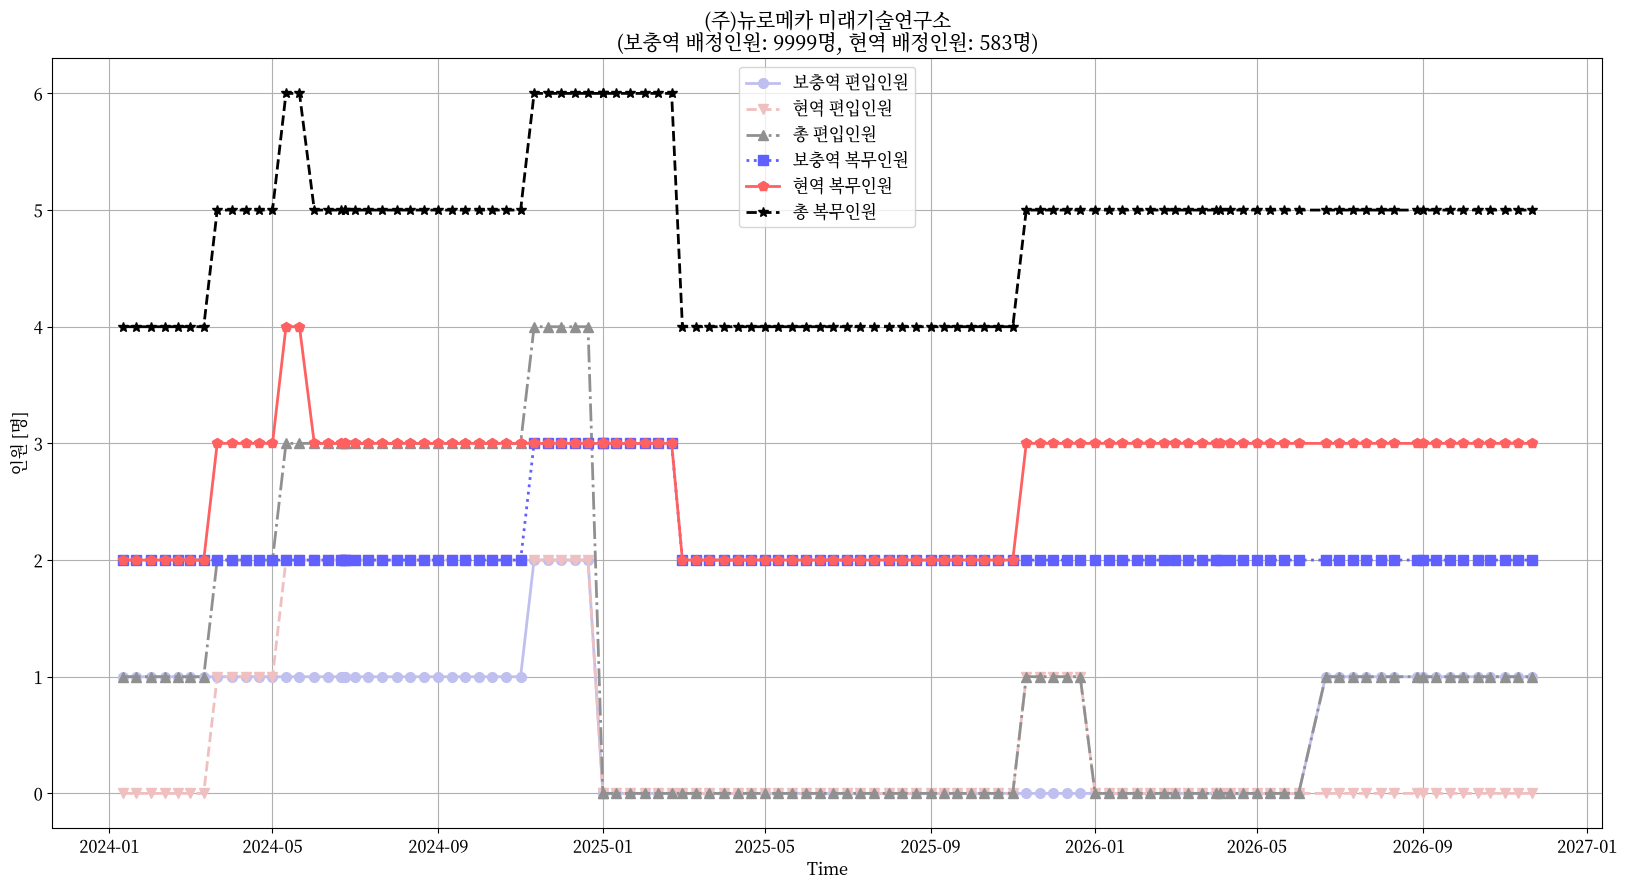 (주)뉴로메카 미래기술연구소
(보충역 배정인원: 9999명, 현역 배정인원: 583명)
보충역 편입인원
현역 편입인원
총 편입인원
보충역 복무인원
현역 복무인원
총 복무인원
인원 [명]
6
5
4
3
2
1
0
2024-01
2024-05
2024-09
2025-01
2025-05
2025-09
2026-01
2026-05
2026-09
2027-01
Time